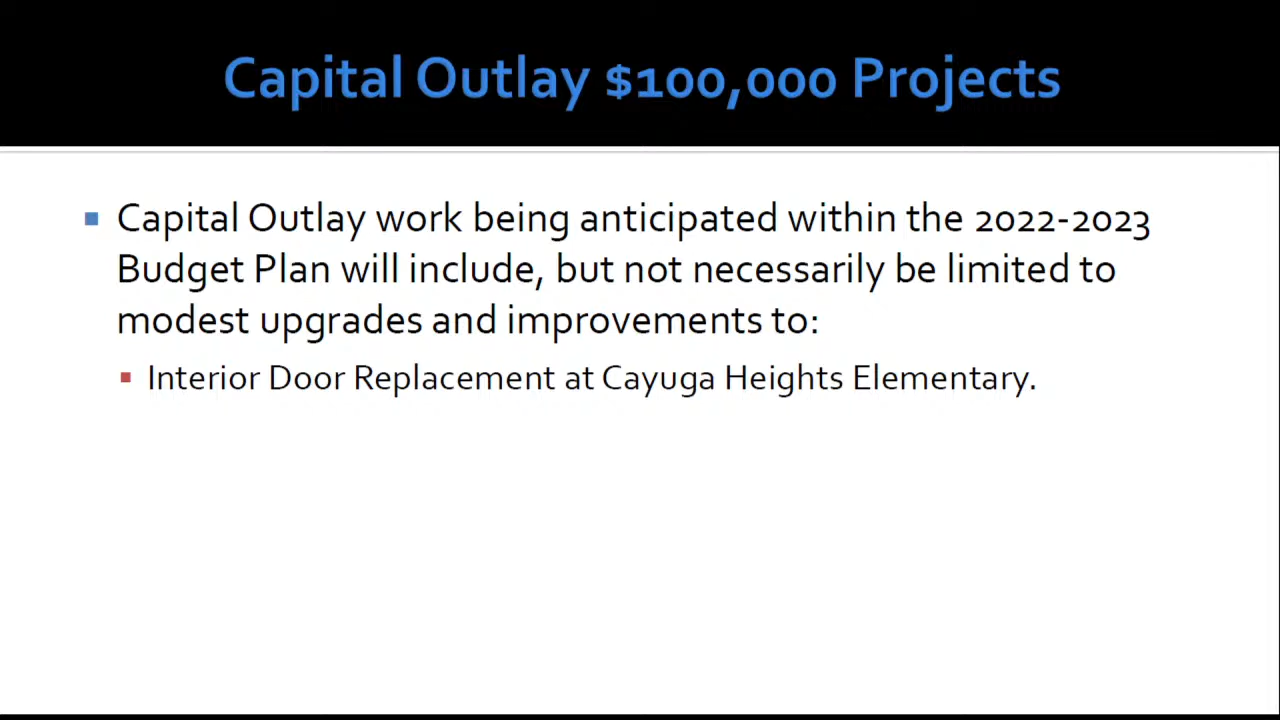 Capital Outlay $100,000 Projects
Capital Outlay work being anticipated within the 2022-2023
Budget Plan will include, but not necessarily be limited to
modest upgrades and improvements to:
Interior Door Replacement at Cayuga Heights Elementary.